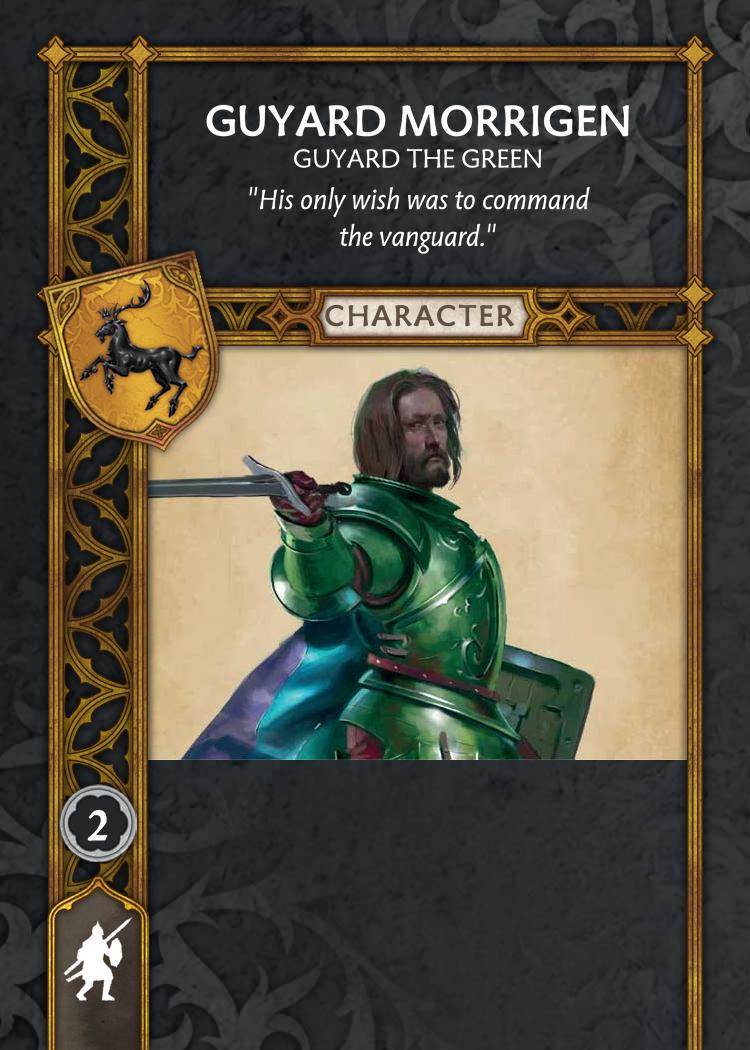 GUYARD MORRIGEN
GUYARD THE GREEN
"His only wish was to command
the vanguard."
CHARACTER
2